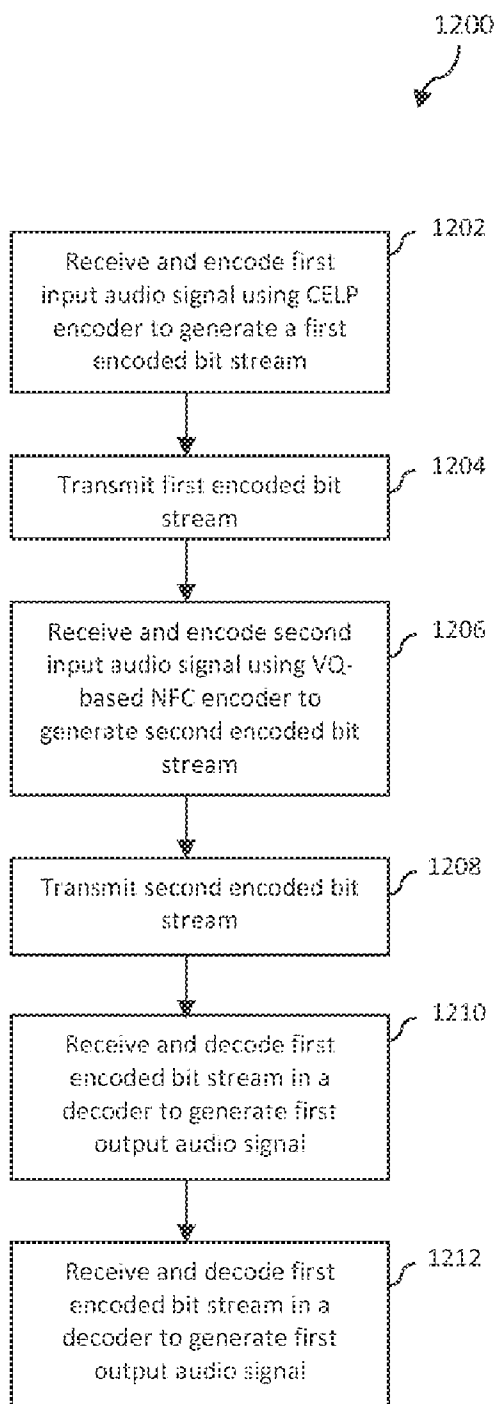 1200
1202
Receive and encode first
input audio signal using CELP
encoder to generate a first
encoded bit stream
1204
Transmit first encoded bit
stream
1206
Receive and encode second
input audio signal using VQ-
based NFC encoder to
generate second encoded bit
stream
1208
Transmit second encoded bit
stream
1210
Receive and decode first
encoded bit stream in a
decoder to generate first
output audio signal
1212
Receive and decode first
encoded bit stream in a
decoder to generate first
output audio signal